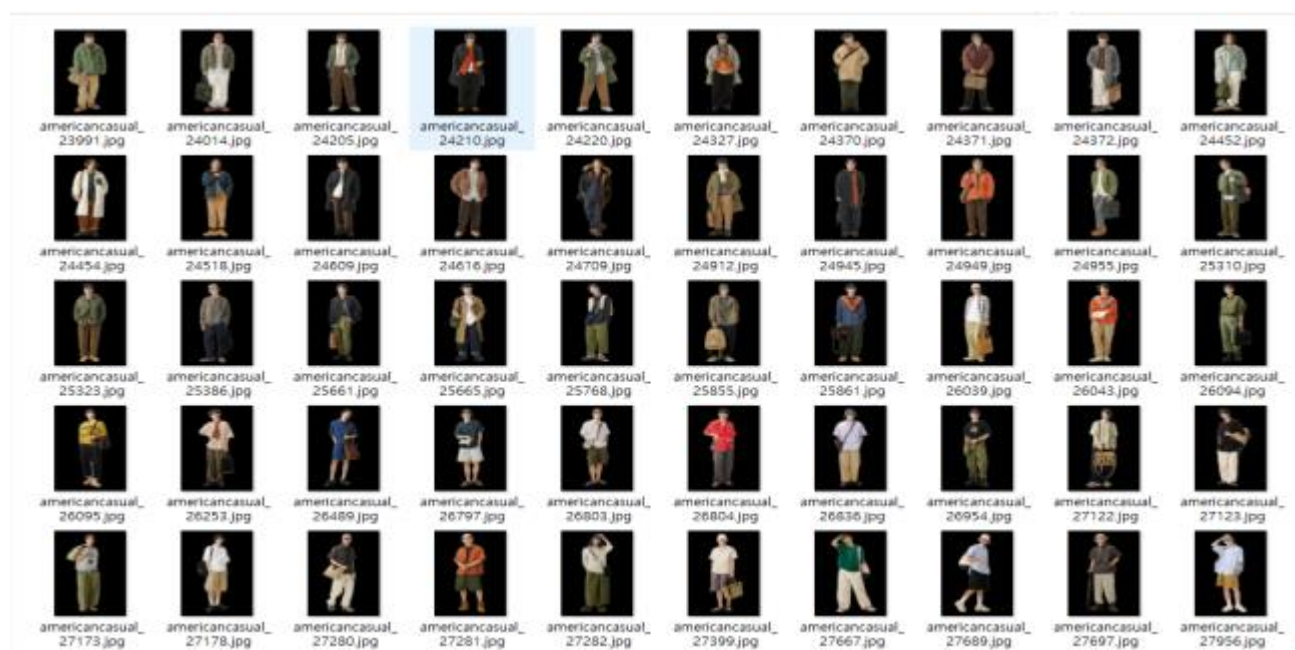 americancasual_ americancasual_ americancasual_ americancasual_ americancasual_ americancasual_ americancasual_ americancasual_ americancasual_ americancasual_
23991.jpg 24014.jpg 24205.jpg 24210.jpg 24220.jpg 24327.jpg 24370.jpg 24371.jpg 24372.jpg 24452.jpg
americancasual_ americancasual_ americancasual_ americancasual_ americancasual_ americancasual_ americancasual_ americancasual_ americancasual_ americancasual_
24454.jpg 24518.jpg 24609.jpg 24616.jpg 24709.jpg 24912.jpg 24945.jpg 24949.jpg 24955.jpg 25310.jpg
americancasual_ americancasual_ americancasual_ americancasual_ americancasual_ americancasual_ americancasual_ americancasual_ americancasual_ americancasual_
25323.jpg 25386.jpg 25661.jpg 25665.jpg 25768.jpg 25855.jpg 25861.jpg 26039.jpg 26043.jpg 26094.jpg
americancasual_ americancasual_ americancasual_ americancasual_ americancasual_ americancasual_ americancasual_ americancasual_ americancasual_ americancasual_
26095.jpg 26253.jpg 26489.jpg 26797.jpg 26803.jpg 26804.jpg 26836.jpg 26954.jpg 27122.jpg 27123.jpg
americancasual_ americancasual_ americancasual_ americancasual_ americancasual_ americancasual_ americancasual_ americancasual_ americancasual_ americancasual_
27173.jpg 27178.jpg 27280.jpg 27281.jpg 27282.jpg 27399.jpg 27667.jpg 27689.jpg 27697.jpg 27956.jpg